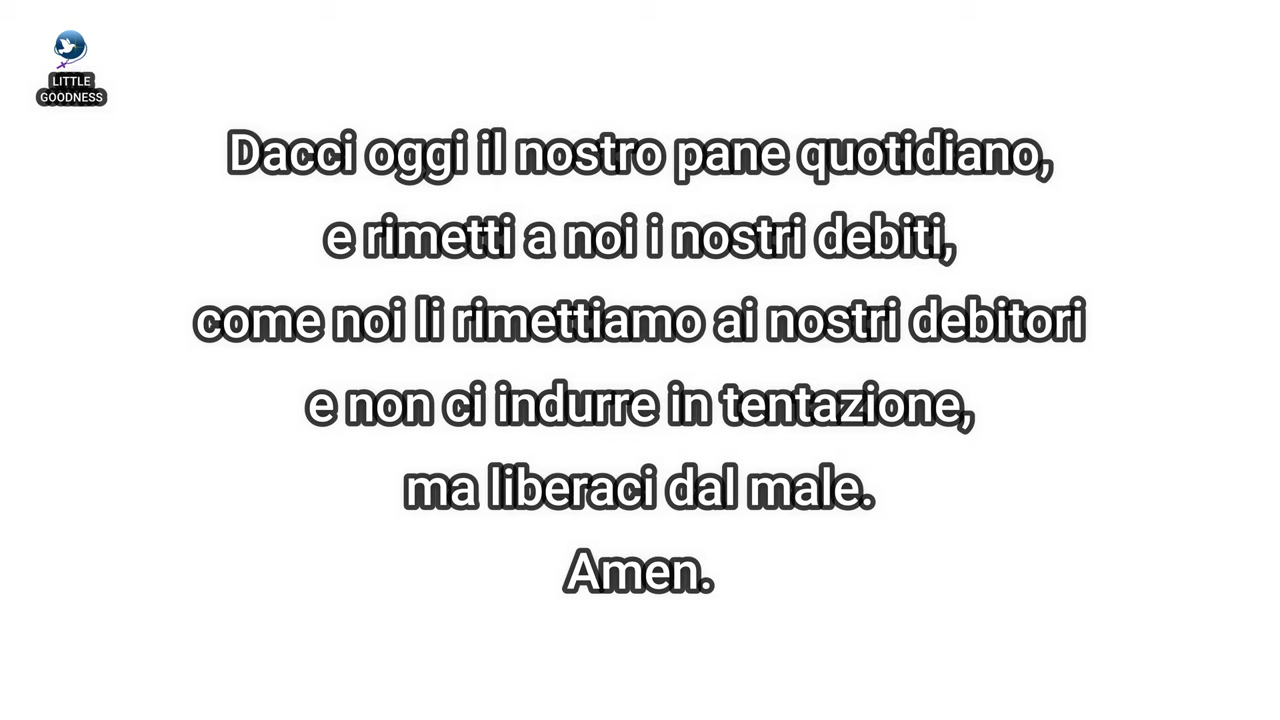 LITTLE
GOODNESS
Dacci oggi il nostro pane quotidiano,
e rimetti a noi i nostri debiti,
come noi li rimettiamo ai nostri debitori
e non ci indurre in tentazione,
ma liberaci dal male.
Amen.